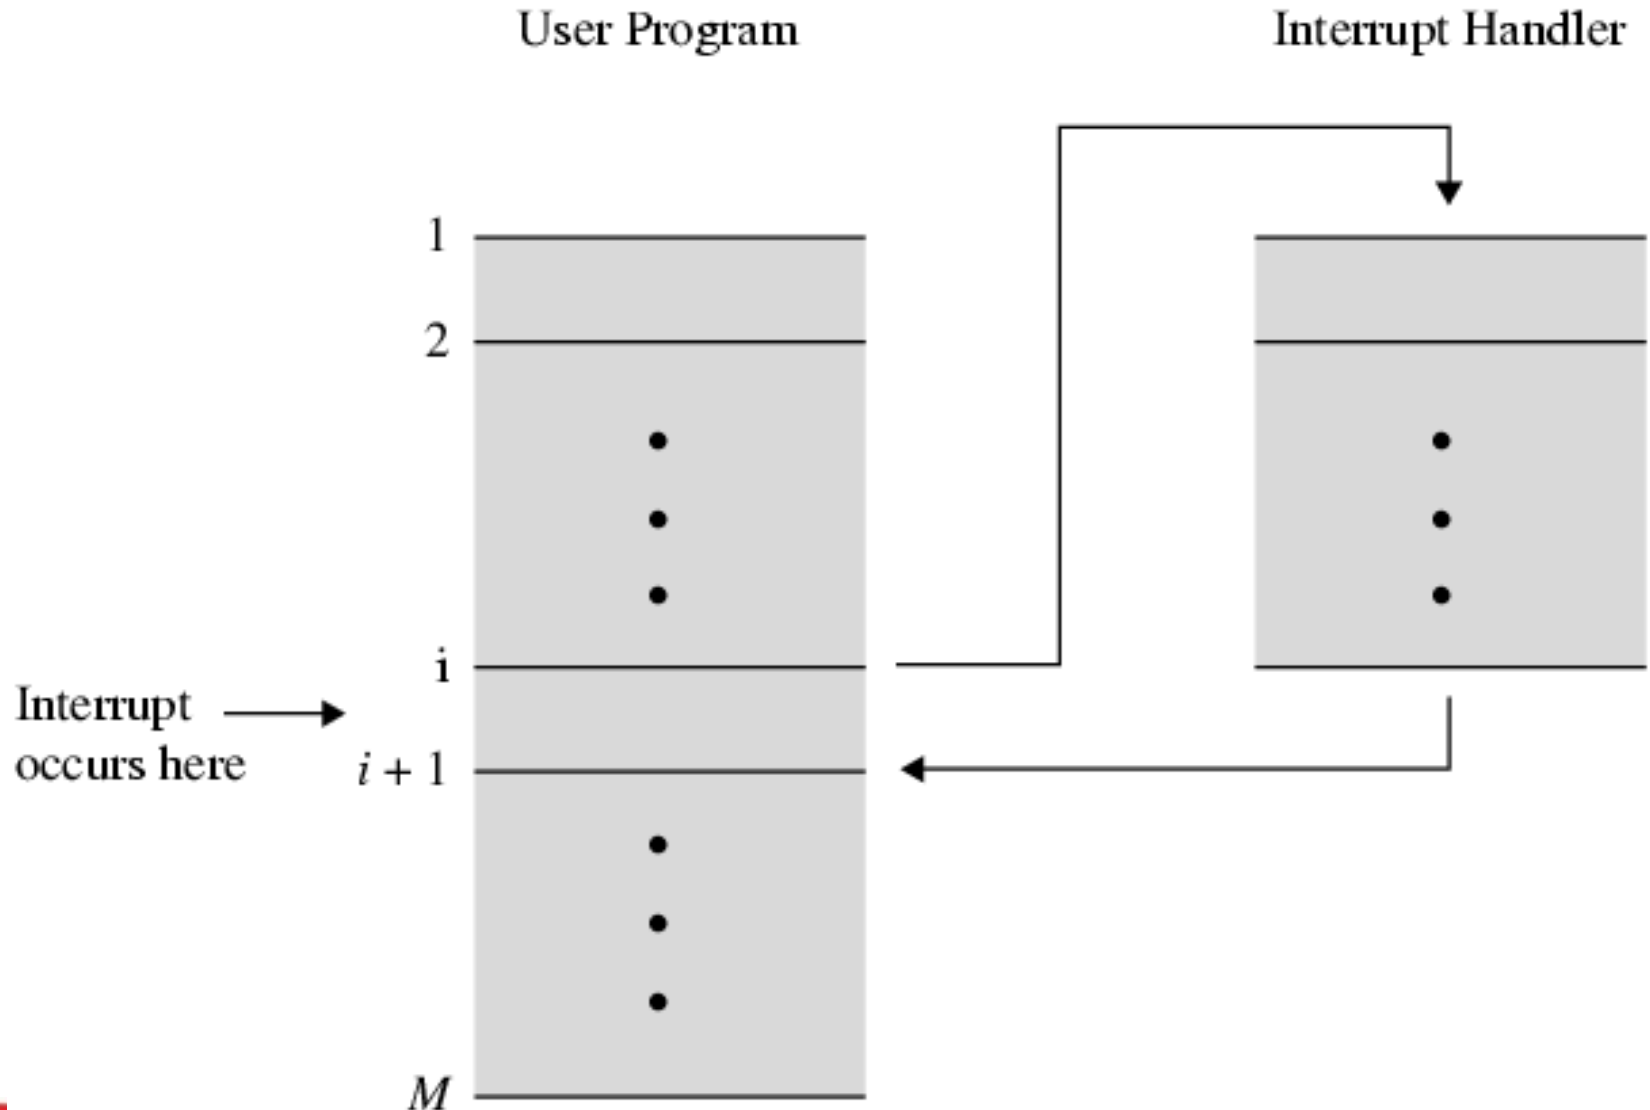 User Program
Interrupt Handler
1
2
i
Interrupt
occurs here
i + 1
M